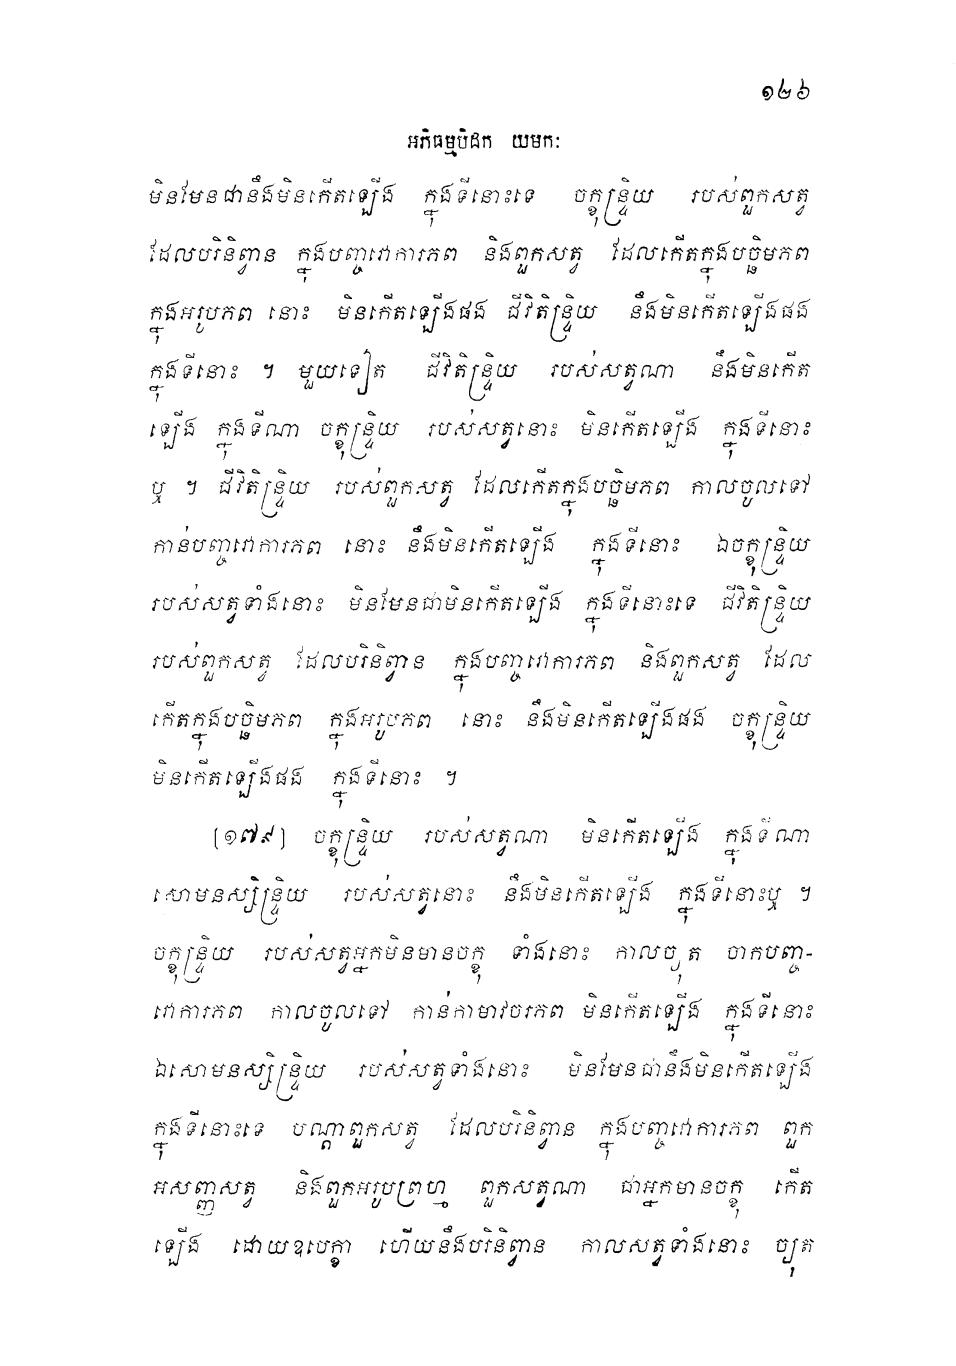 ១២៦
អភិធម្មបិដក យមកៈ
មិនមែនជានឹងមិនកើតឡើង ក្នុងទីនោះទេ ចក្ខុន្ទ្រិយ របស់ពួកសត្វ
ដែលបរិនិព្វាន ក្នុងបញ្ចវោការភព និងពួកសត្វ ដែលកើតក្នុងបច្ឆិមភព
ក្នុងអរូបភព នោះ មិនកើតឡើងផង ជីវិតិន្ទ្រិយ នឹងមិនកើតឡើងផង
ក្នុងទីនោះ ។ មួយទៀត ជីវិតិន្ទ្រិយ របស់សត្វណា នឹងមិនកើត
ឡើង ក្នុងទីណា ចក្ខុន្ទ្រិយ របស់សត្វនោះ មិនកើតឡើង ក្នុងទីនោះ
ឬ ។ ជីវិតិន្ទ្រិយ របស់ពួកសត្វ ដែលកើតក្នុងបច្ឆិមភព កាលចូលទៅ
កាន់បញ្ចវោការភព នោះ នឹងមិនកើតឡើង ក្នុងទីនោះ ឯចក្ខុន្ទ្រិយ
របស់សត្វទាំងនោះ មិនមែនជាមិនកើតឡើង ក្នុងទីនោះទេ ជីវិតិន្ទ្រិយ
របស់ពួកសត្វ ដែលបរិនិព្វាន ក្នុងបញ្ចវោការភព និងពួកសត្វ ដែល
កើតក្នុងបច្ឆិមភព ក្នុងអរូបភព នោះ នឹងមិនកើតឡើងផង ចក្ខុន្ទ្រិយ
មិនកើតឡើងផង ក្នុងទីនោះ ។
[១៧៩] ចក្ខុន្ទ្រិយ របស់សត្វណា មិនកើតឡើង ក្នុងទីណា
សោមនស្សិន្ទ្រិយ របស់សត្វនោះ នឹងមិនកើតឡើង ក្នុងទីនោះឬ ។
ចក្ខុន្ទ្រិយ របស់សត្វអ្នកមិនមានចក្ខុ ទាំងនោះ កាលច្យុត ចាកបញ្ច-
វោការភព កាលចូលទៅ កាន់កាមាវចរភព មិនកើតឡើង ក្នុងទីនោះ
ឯសោមនស្សិន្ទ្រិយ របស់សត្វទាំងនោះ មិនមែនជានឹងមិនកើតឡើង
ក្នុងទីនោះទេ បណ្តាពួកសត្វ ដែលបរិនិព្វាន ក្នុងបញ្ចវោការភព ពួក
អសញ្ញសត្វ និងពួកអរូបព្រហ្ម ពួកសត្វណា ជាអ្នកមានចក្ខុ កើត
ឡើង ដោយឧបេក្ខា ហើយនឹងបរិនិព្វាន កាលសត្វទាំងនោះ ច្យុត